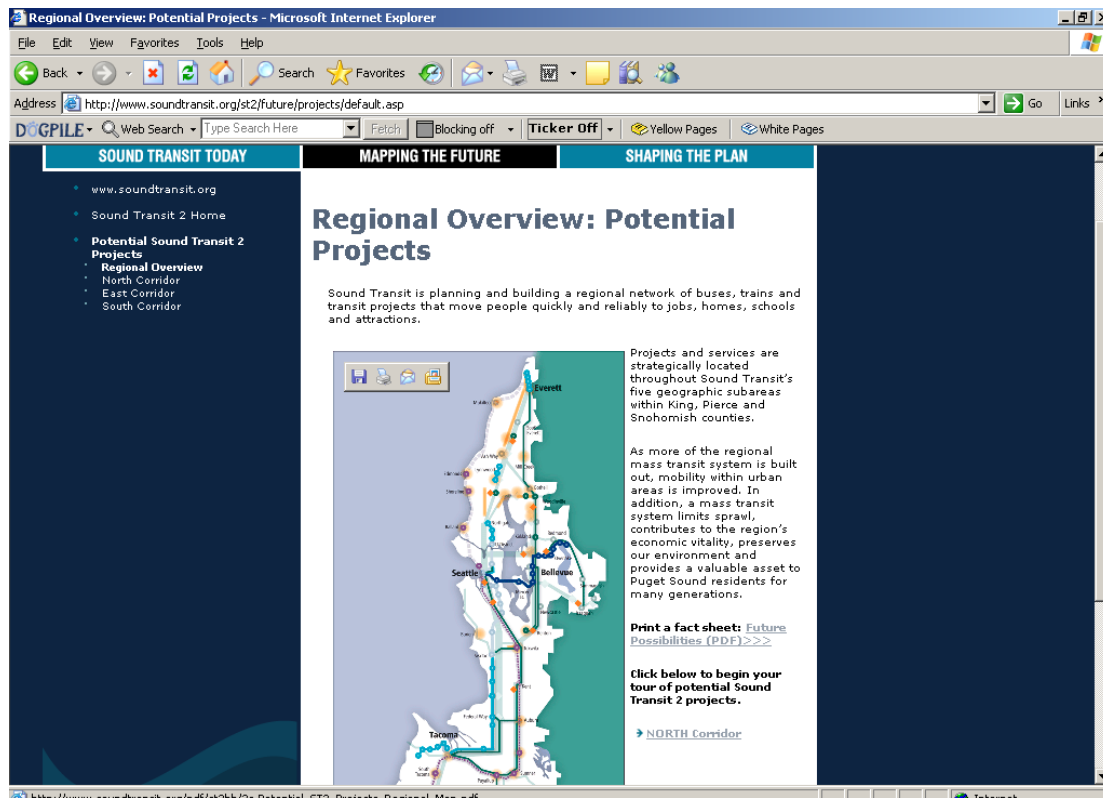 Regional Overview: Potential Projects - Microsoft Internet Explorer
File Edit View Favorites Tools Help
Back Search Favorites
Address http://www.soundtransit.org/st2/future/projects/default.asp Go Links
DOGPILE Web Search Type Search Here Fetch Blocking off Ticker Off Yellow Pages White Pages
SOUND TRANSIT TODAY MAPPING THE FUTURE SHAPING THE PLAN
www.soundtransit.org
Sound Transit 2 Home
Potential Sound Transit 2
Projects
Regional Overview
North Corridor
East Corridor
South Corridor
Regional Overview: Potential
Projects
Sound Transit is planning and building a regional network of buses, trains and
transit projects that move people quickly and reliably to jobs, homes, schools
and attractions.
Everett
Seattle
Bellevue
Renton
Kent
Federal Way
Auburn
Tacoma
South
Tacoma
Sumner
Puyallup
Projects and services are
strategically located
throughout Sound Transit's
five geographic subareas
within King, Pierce and
Snohomish counties.
As more of the regional
mass transit system is built
out, mobility within urban
areas is improved. In
addition, a mass transit
system limits sprawl,
contributes to the region's
economic vitality, preserves
our environment and
provides a valuable asset to
Puget Sound residents for
many generations.
Print a fact sheet: Future
Possibilities (PDF)>>>
Click below to begin your
tour of potential Sound
Transit 2 projects.
NORTH Corridor